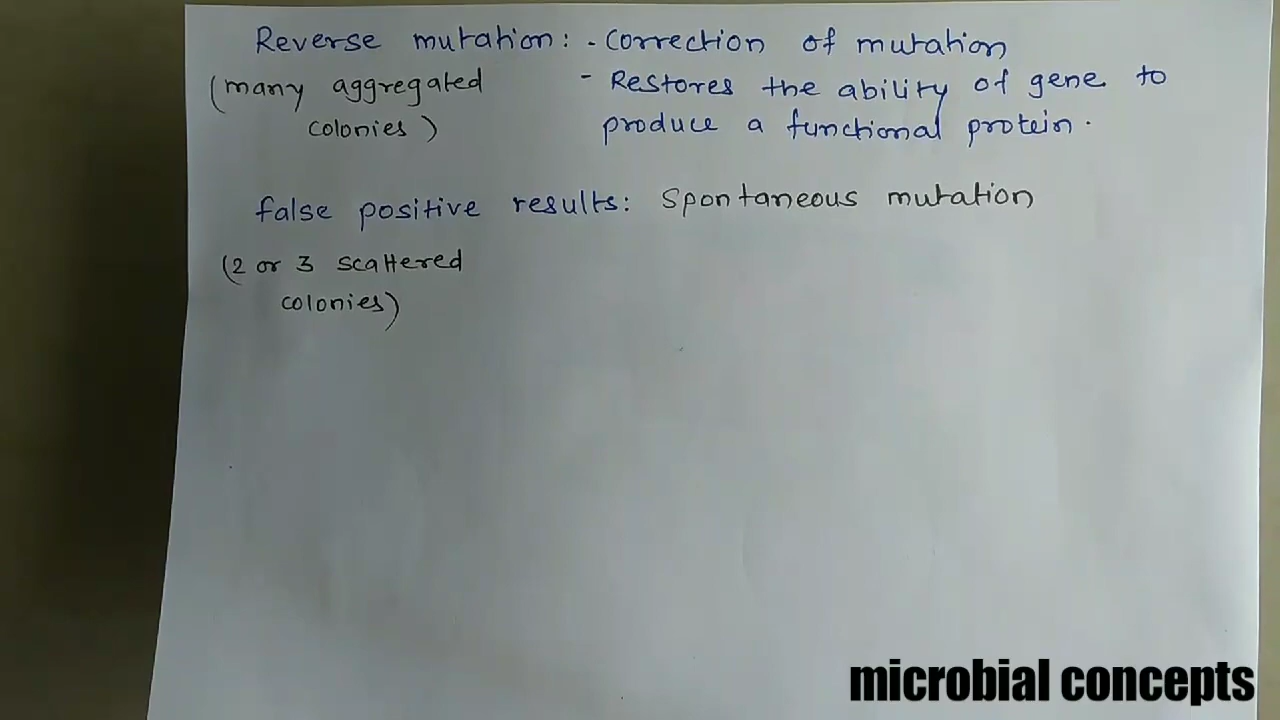 Reverse mutation: - Correction of mutation
(many aggregated - Restores the ability of gene to
colonies) produce a functional protein.
false positive results: Spontaneous mutation
(2 or 3 scattered
colonies)
microbial concepts